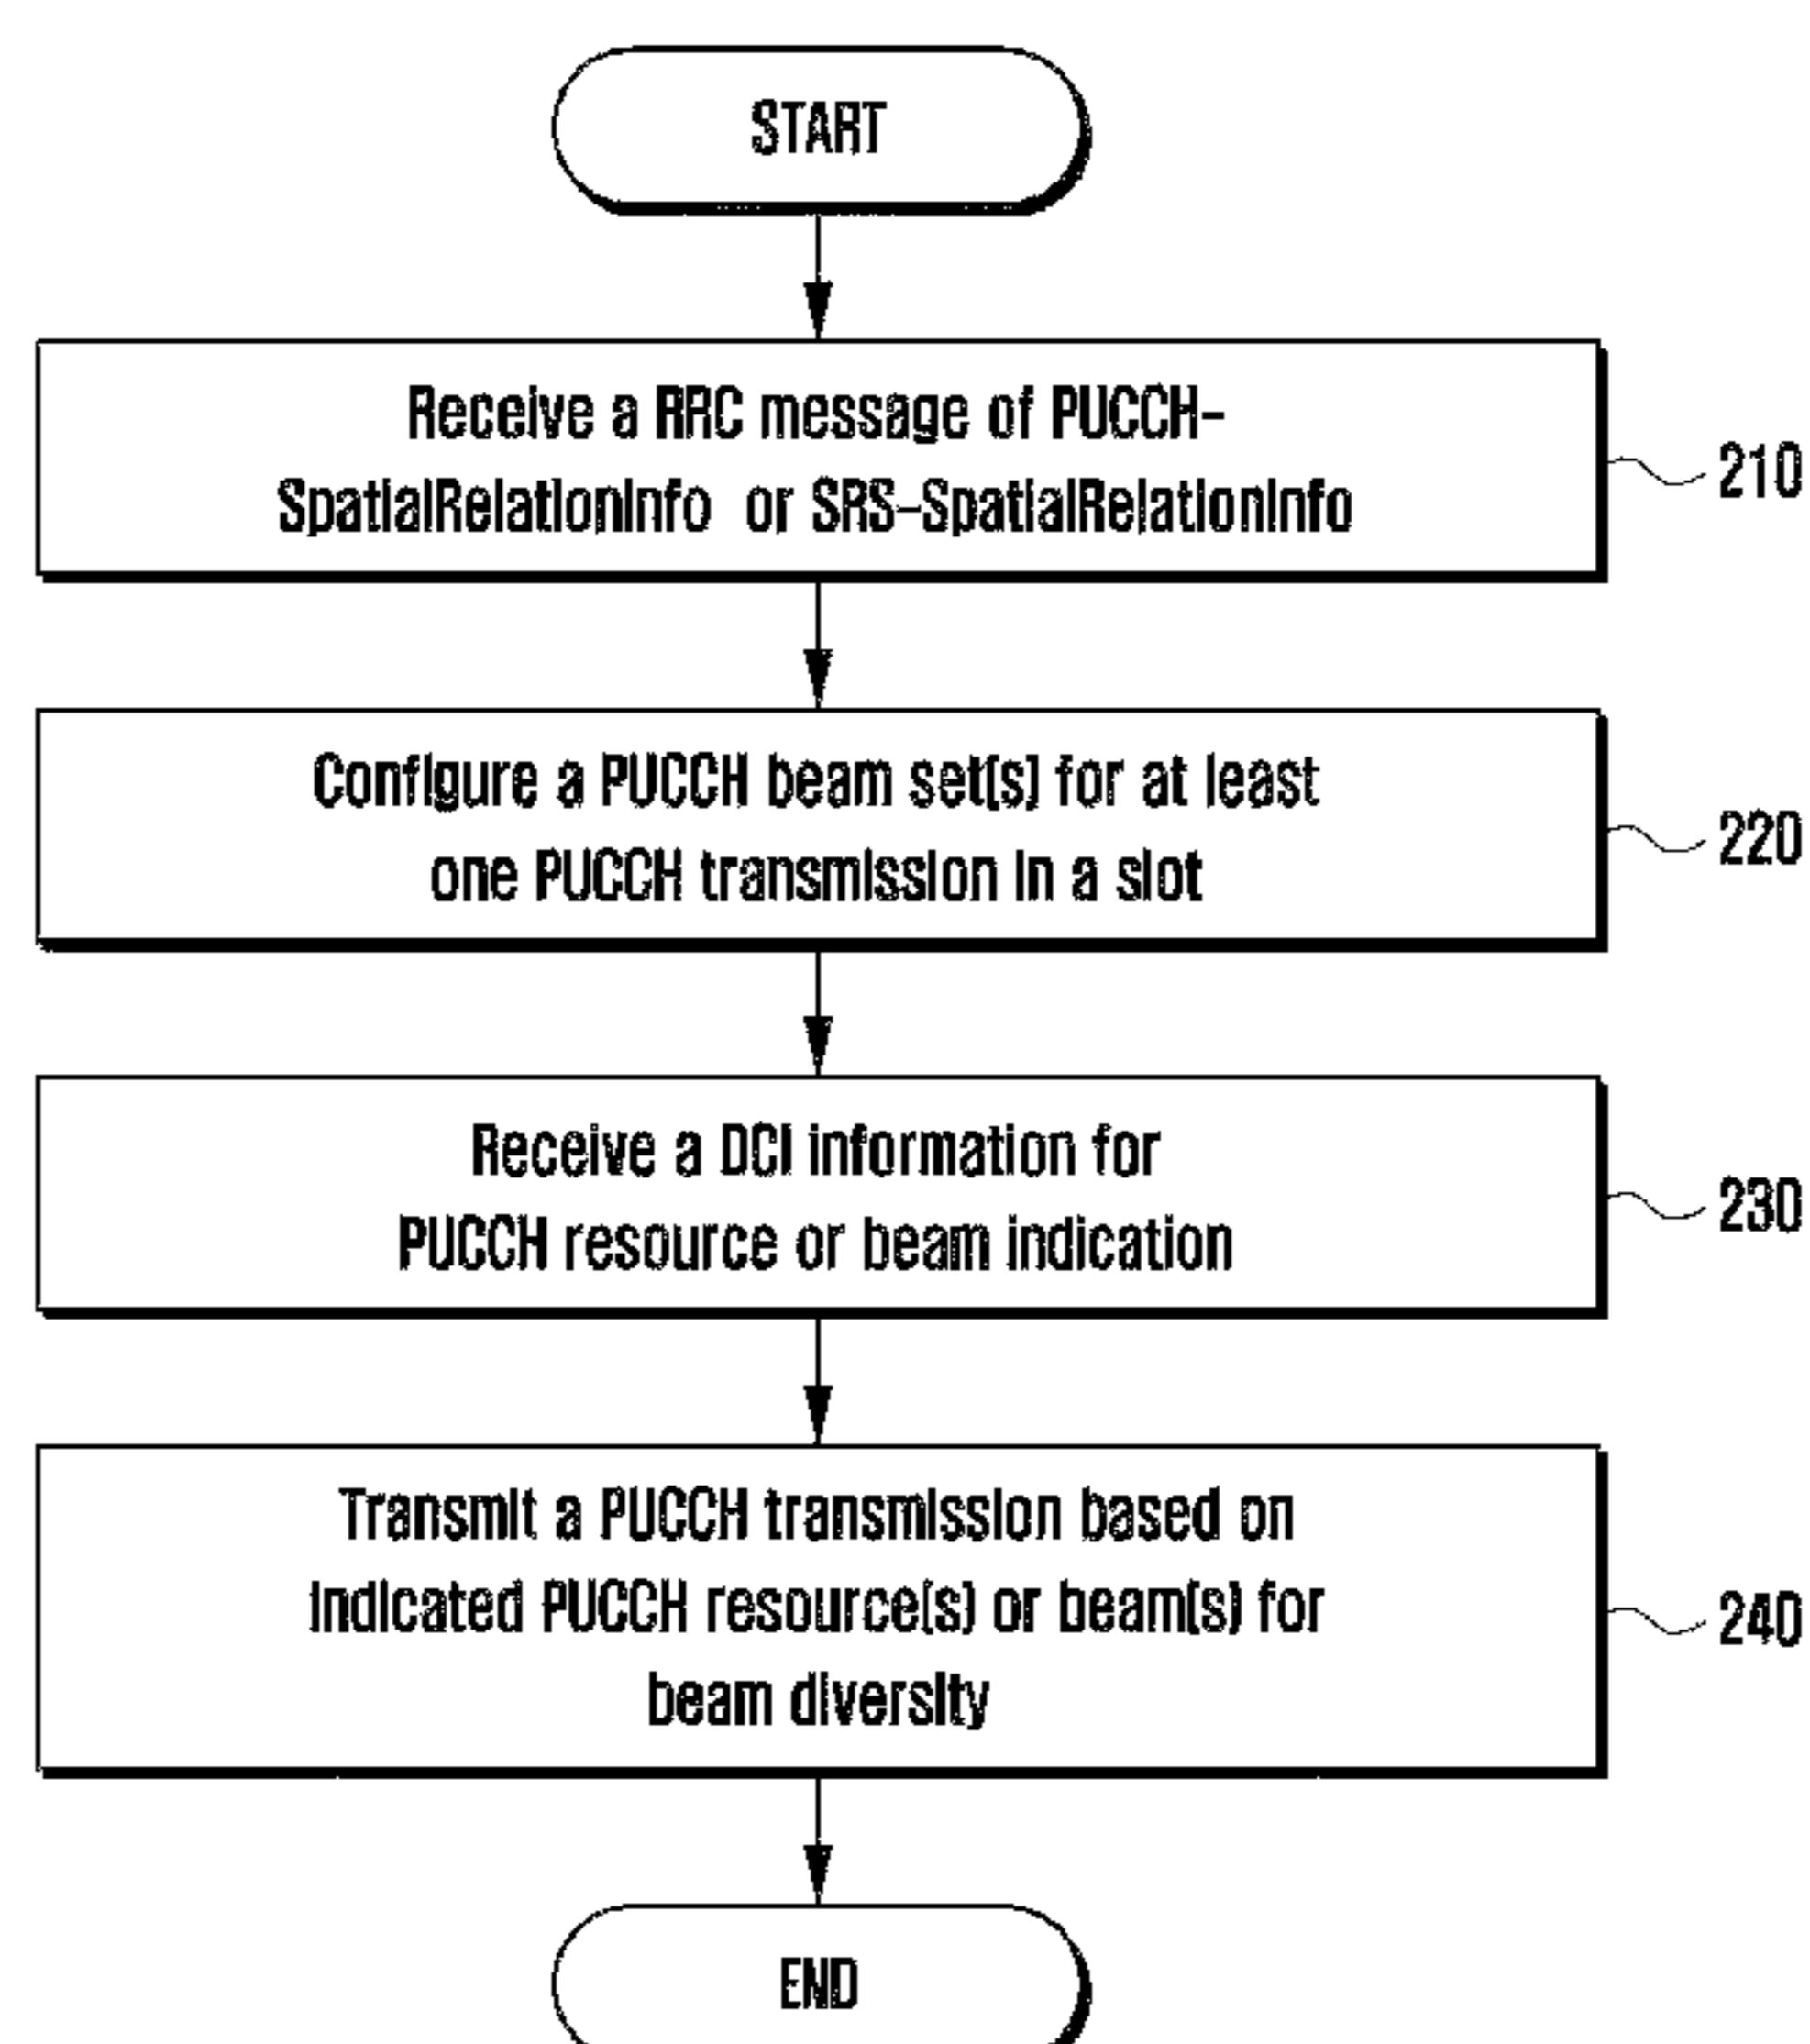 START
Receive a RRC message of PUCCH-
SpatialRelationInfo or SRS-SpatialRelationInfo
210
Configure a PUCCH beam set(s) for at least
one PUCCH transmission in a slot
220
Receive a DCI information for
PUCCH resource or beam indication
230
Transmit a PUCCH transmission based on
indicated PUCCH resource(s) or beam(s) for
beam diversity
240
END